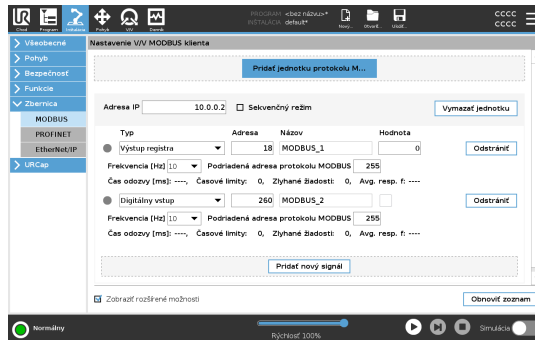 PROGRAM <bez názvu>*
INŠTALÁCIA default*
Chod Program Inštalácia Pohyb V/V Denník
Nový... Otvoriť... Uložiť...
CCCC
CCCC
Všeobecné
Pohyb
Bezpečnosť
Funkcie
Zbernica
MODBUS
PROFINET
EtherNet/IP
URCap
Nastavenie V/V MODBUS klienta
Pridať jednotku protokolu M...
Adresa IP 10.0.0.2 Sekvenčný režim Vymazať jednotku
Typ Adresa Názov Hodnota
Výstup registra 18 MODBUS_1 0 Odstrániť
Frekvencia [Hz] 10 Podriadená adresa protokolu MODBUS 255
Čas odozvy [ms]: ----, Časové limity: 0, Zlyhané žiadosti: 0, Avg. resp. f: ----
Digitálny vstup 260 MODBUS_2 Odstrániť
Frekvencia [Hz] 10 Podriadená adresa protokolu MODBUS 255
Čas odozvy [ms]: ----, Časové limity: 0, Zlyhané žiadosti: 0, Avg. resp. f: ----
Pridať nový signál
Zobraziť rozšírené možnosti Obnoviť zoznam
Normálny Rýchlosť 100% Simulácia